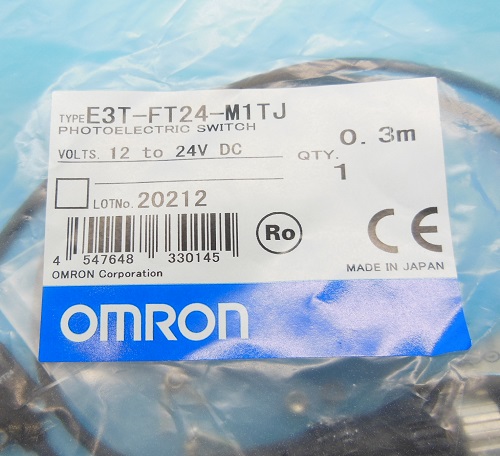 TYPE E3T-FT24-M1TJ
PHOTOELECTRIC SWITCH
VOLTS. 12 to 24V DC
0.3m
QTY. 1
LOTNo. 20212
4 547648 330145
Ro
CE
OMRON Corporation
MADE IN JAPAN
OMRON